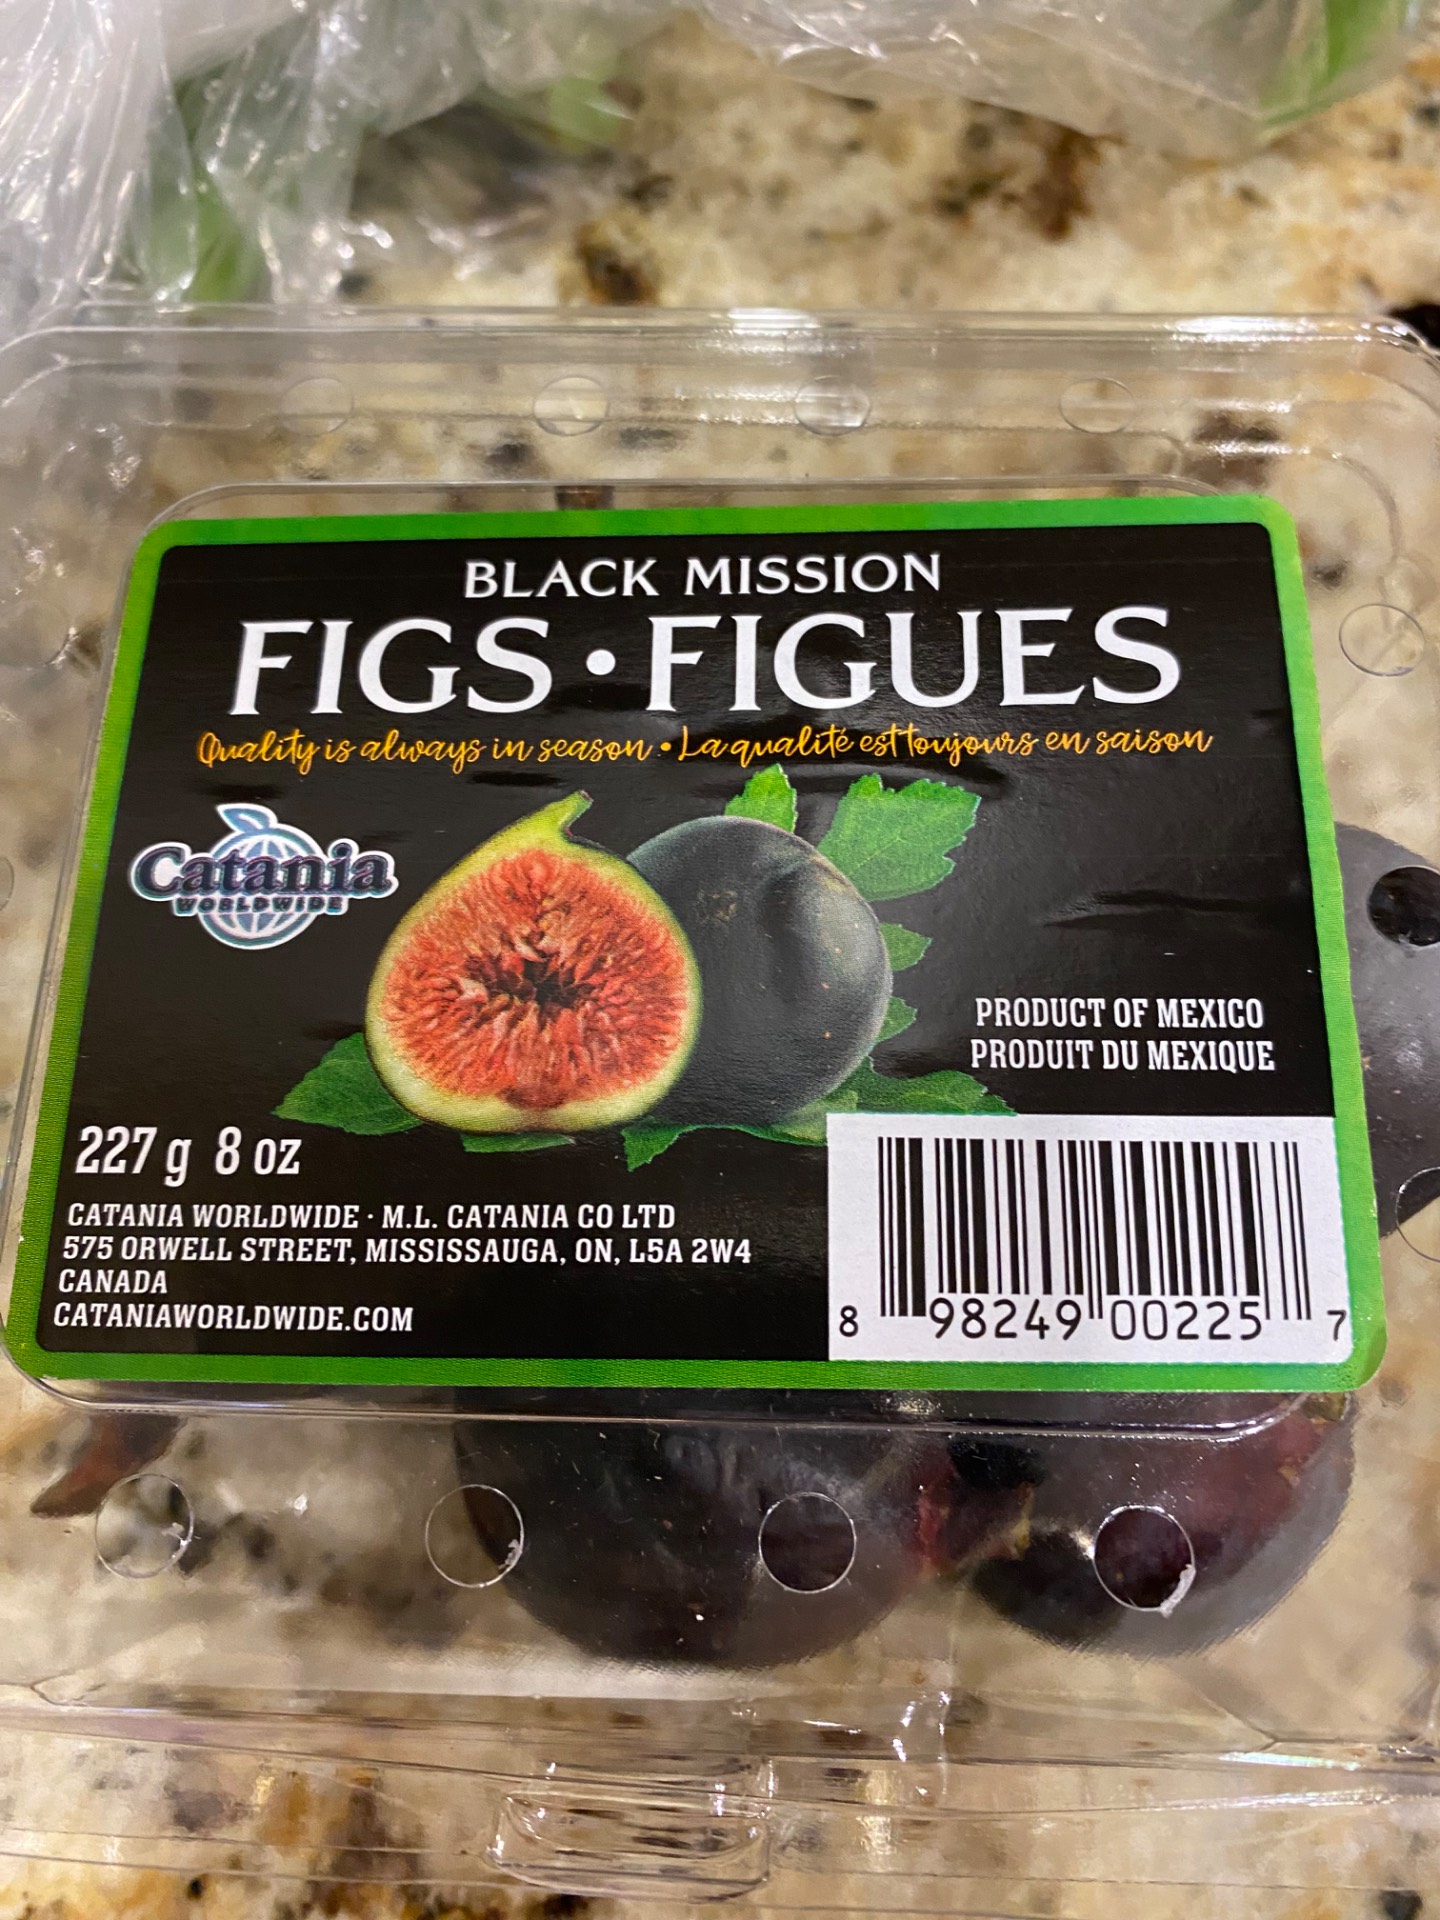 BLACK MISSION
FIGS • FIGUES
Quality is always in season • La qualité est toujours en saison
Catania
WORLDWIDE
PRODUCT OF MEXICO
PRODUIT DU MEXIQUE
227 g 8 oz
CATANIA WORLDWIDE · M.L. CATANIA CO LTD
575 ORWELL STREET, MISSISSAUGA, ON, L5A 2W4
CANADA
CATANIAWORLDWIDE.COM
8 98249 00225 7